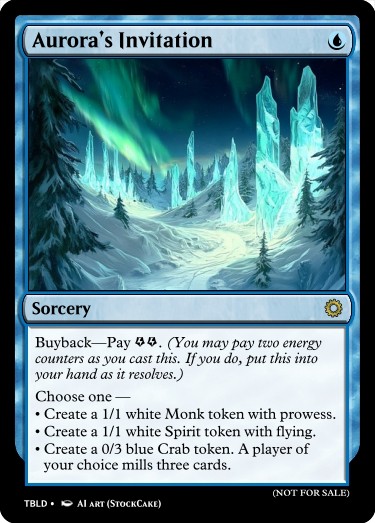 Aurora's Invitation
Sorcery
Buyback—Pay. (You may pay two energy
counters as you cast this. If you do, put this into
your hand as it resolves.)
Choose one —
• Create a 1/1 white Monk token with prowess.
• Create a 1/1 white Spirit token with flying.
• Create a 0/3 blue Crab token. A player of
your choice mills three cards.
(NOT FOR SALE)
TBLD • AI ART (STOCKCAKE)